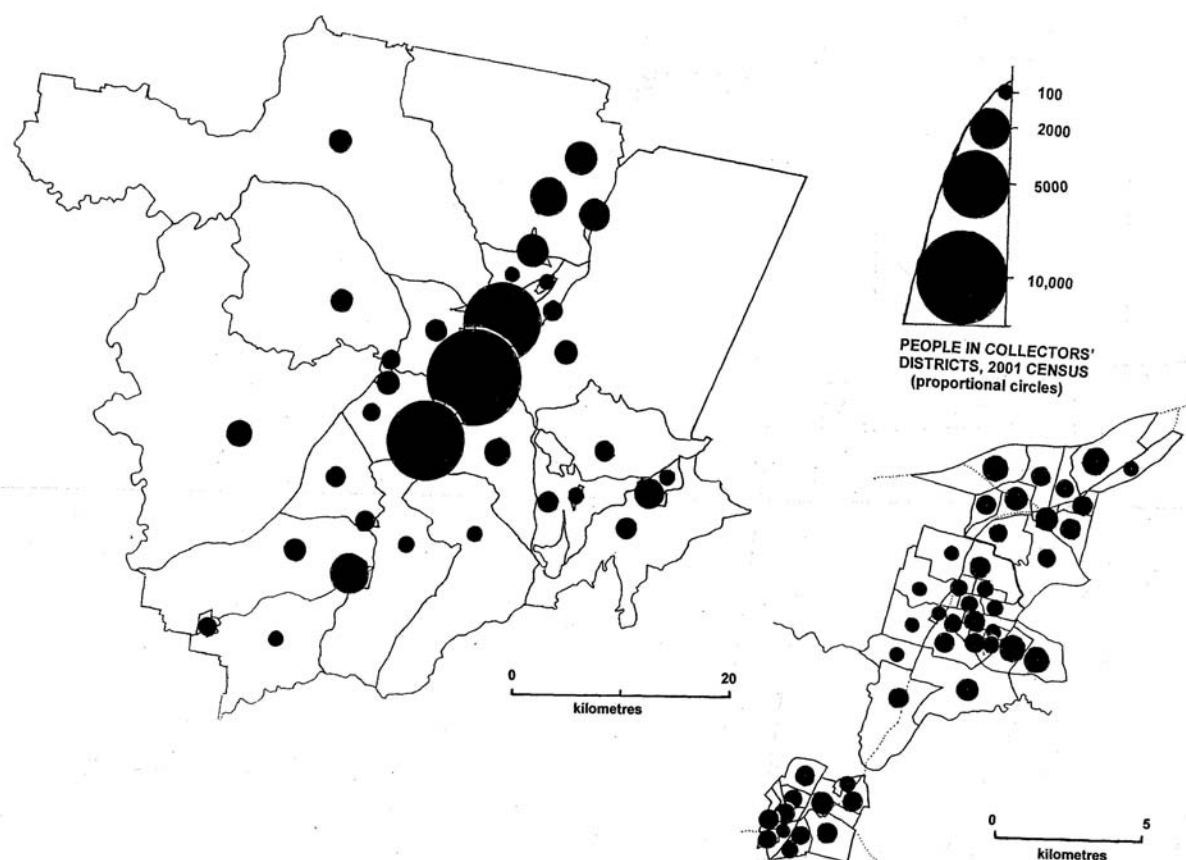 100
2000
5000
10,000
PEOPLE IN COLLECTORS'
DISTRICTS, 2001 CENSUS
(proportional circles)
0 20
kilometres
0 5
kilometres